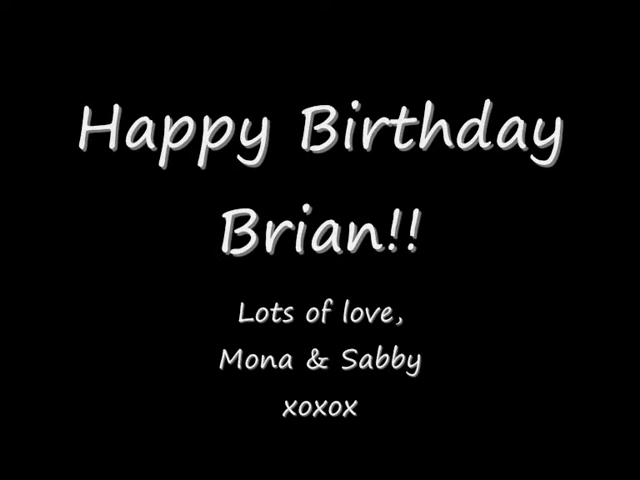 Happy Birthday
Brian!!
Lots of love,
Mona & Sabby
xoxox